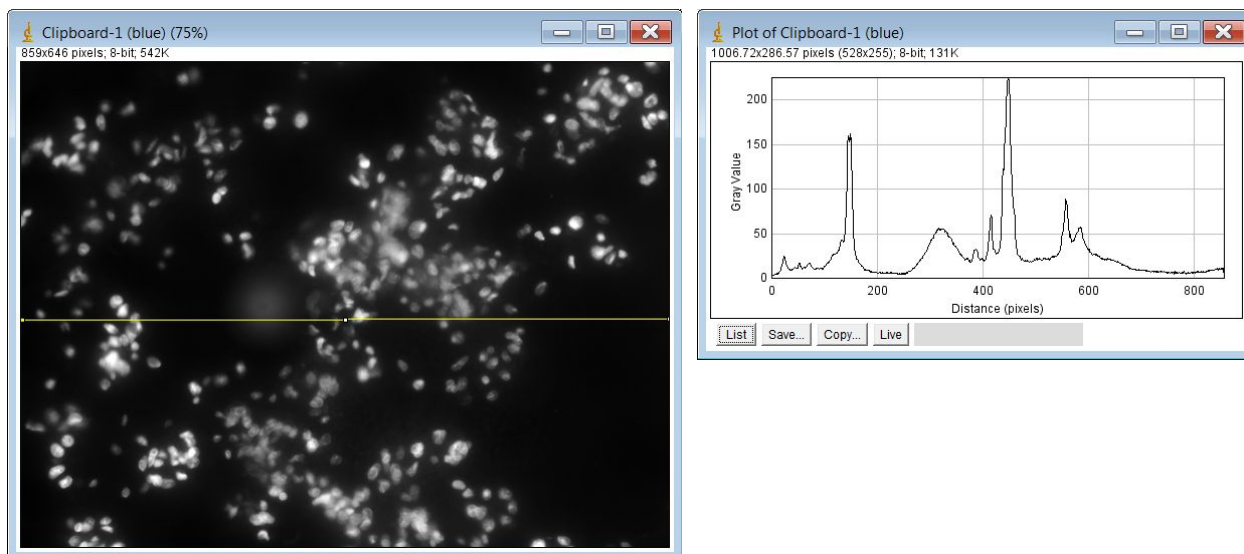 Clipboard-1 (blue) (75%)
859x646 pixels; 8-bit; 542K
Plot of Clipboard-1 (blue)
1006.72x286.57 pixels (528x255); 8-bit; 131K
200
150
100
50
0
Gray Value
0 200 400 600 800
Distance (pixels)
List Save... Copy... Live